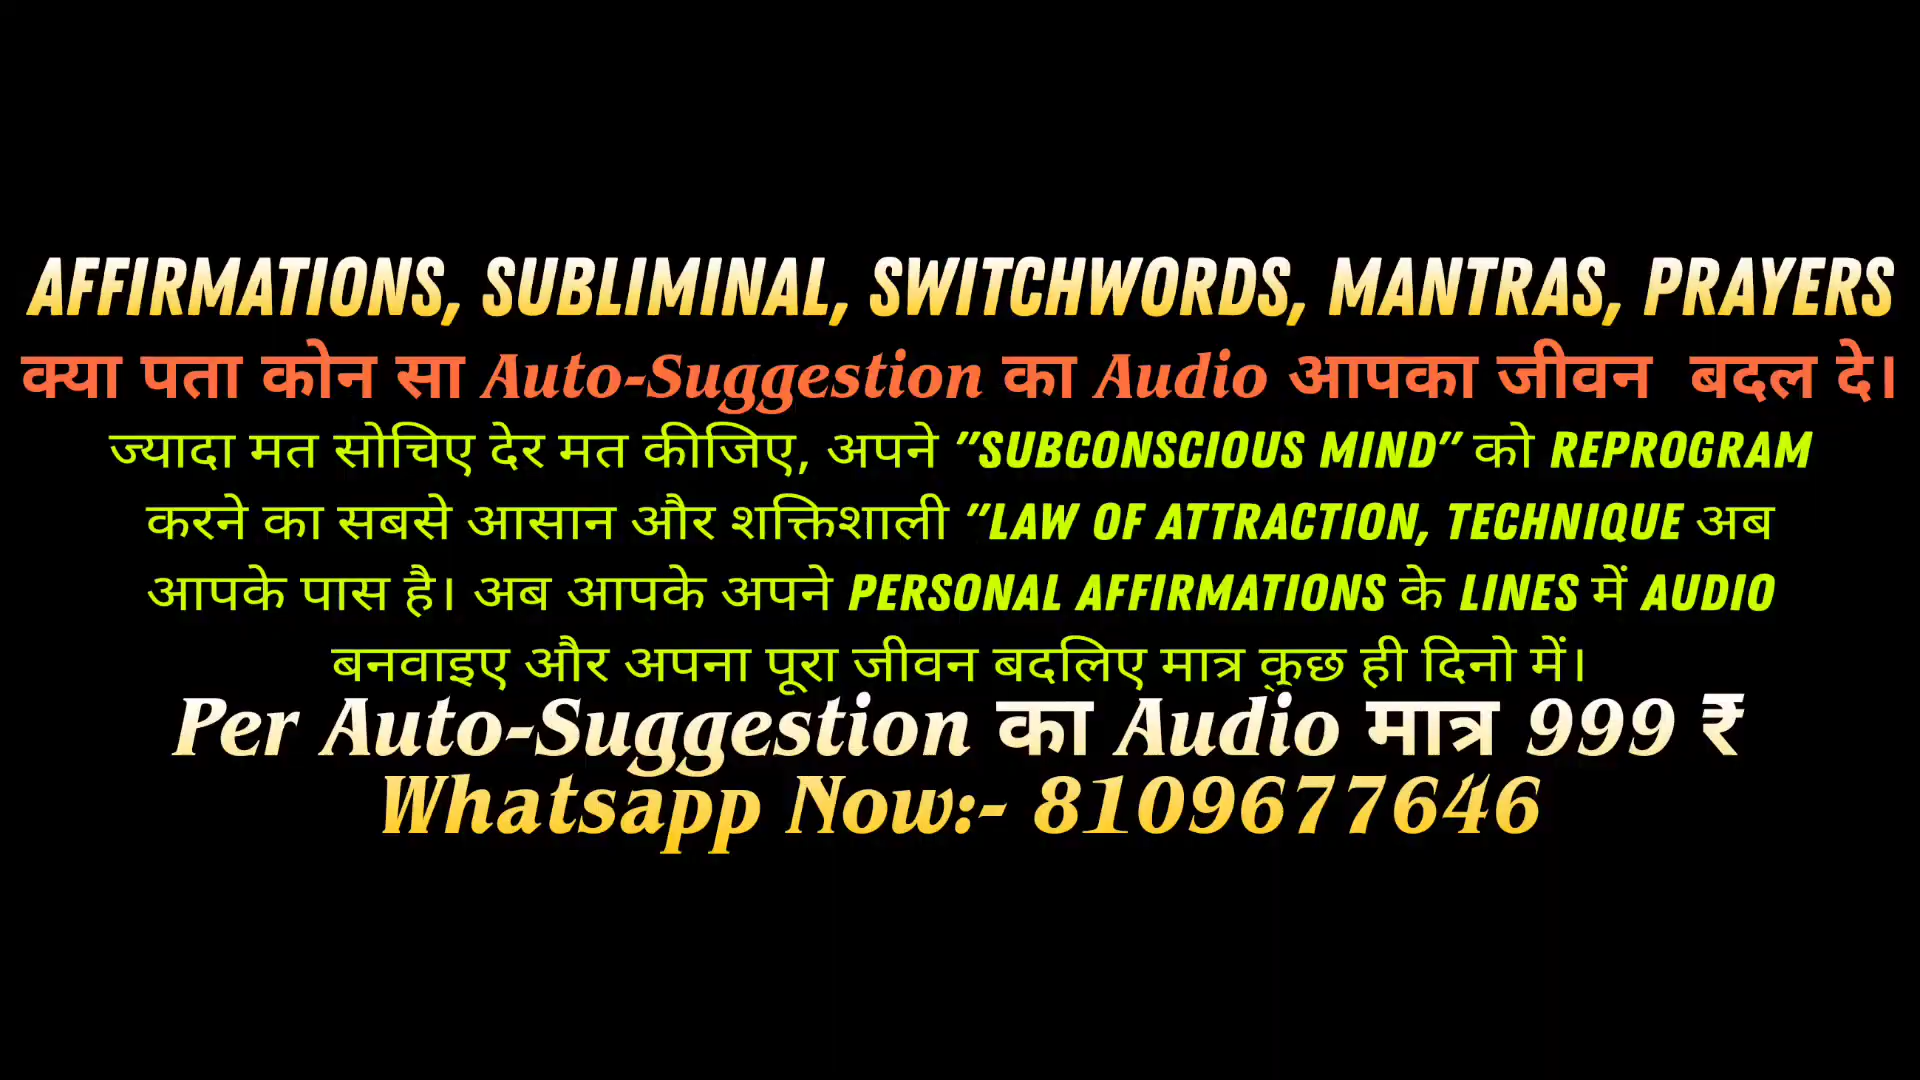 AFFIRMATIONS, SUBLIMINAL, SWITCHWORDS, MANTRAS, PRAYERS
क्या पता कोन सा Auto-Suggestion का Audio आपका जीवन बदल दे।
ज्यादा मत सोचिए देर मत कीजिए, अपने "SUBCONSCIOUS MIND" को REPROGRAM
करने का सबसे आसान और शक्तिशाली "LAW OF ATTRACTION, TECHNIQUE अब
आपके पास है। अब आपके अपने PERSONAL AFFIRMATIONS के LINES में AUDIO
बनवाइए और अपना पूरा जीवन बदलिए मात्र कुछ ही दिनो में।
Per Auto-Suggestion का Audio मात्र 999 ₹
Whatsapp Now:- 8109677646